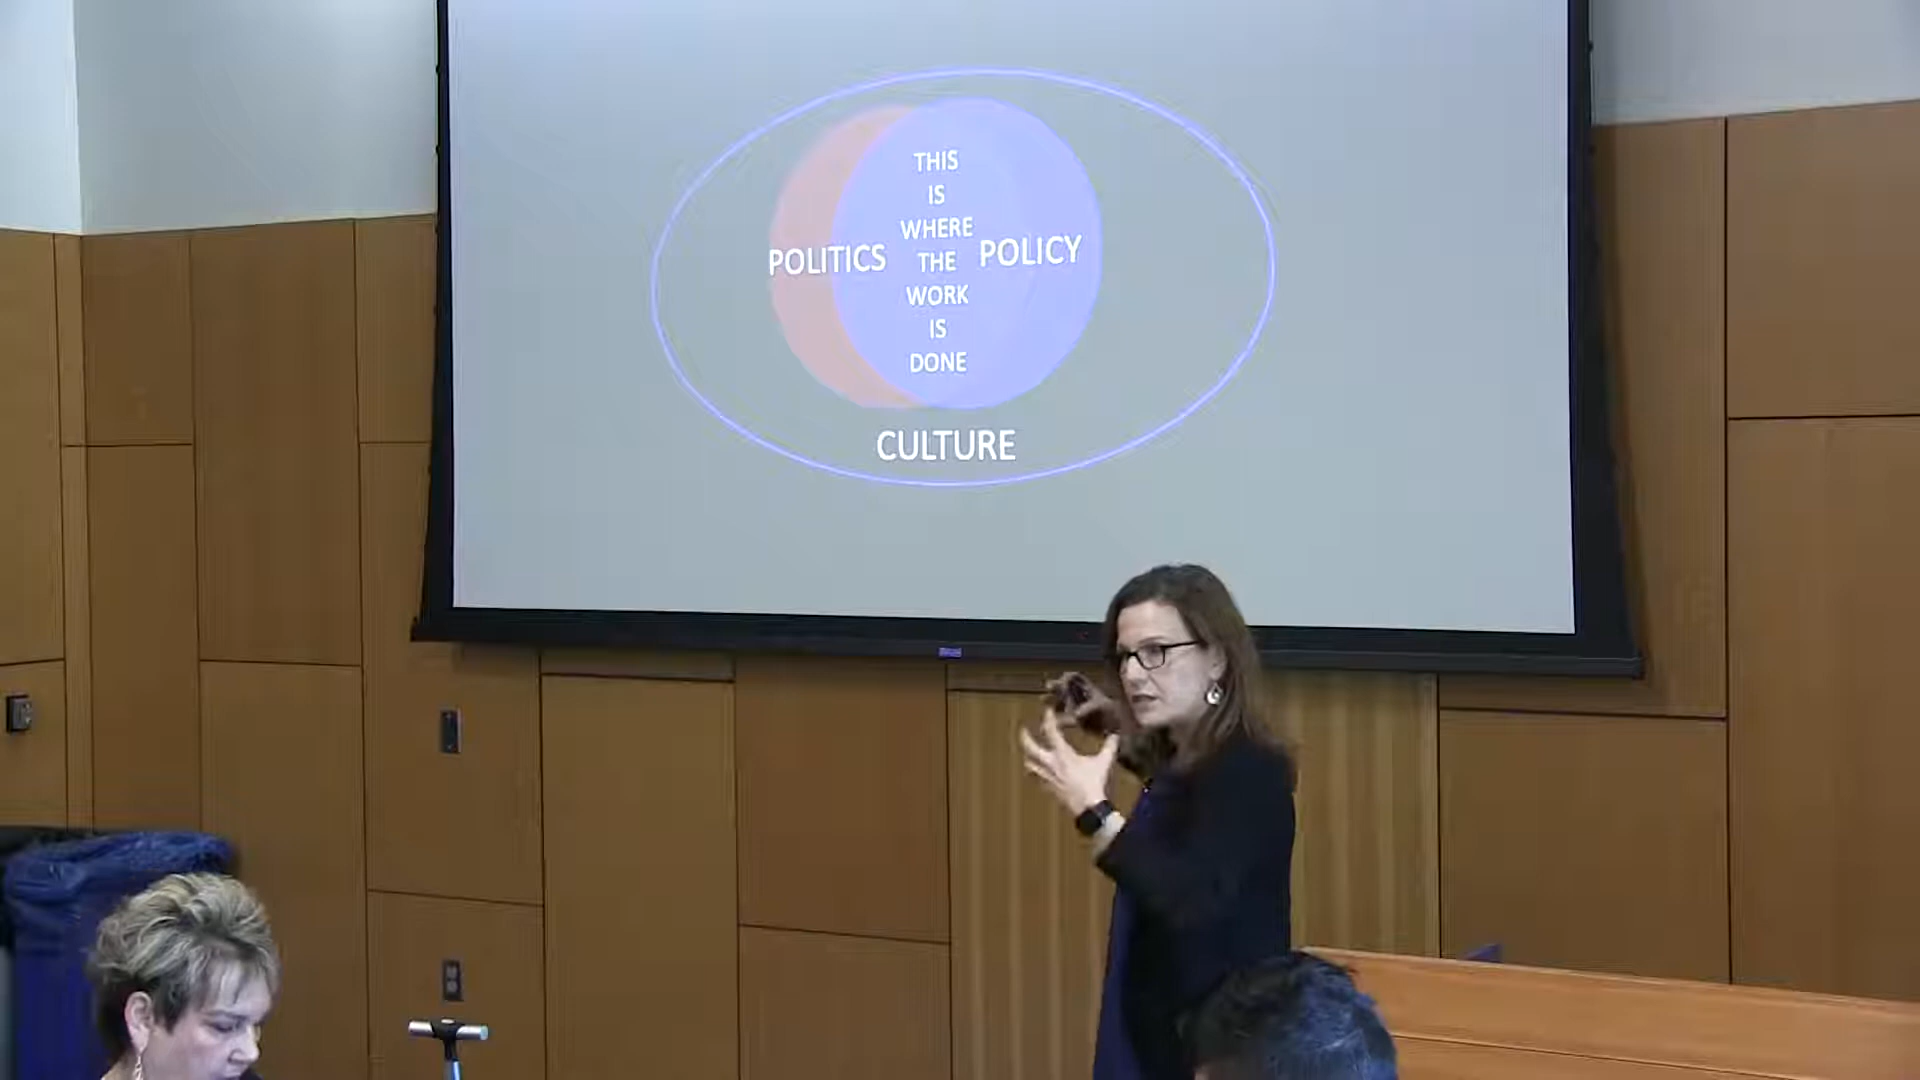 THIS
IS
WHERE
POLITICS THE POLICY
WORK
IS
DONE
CULTURE